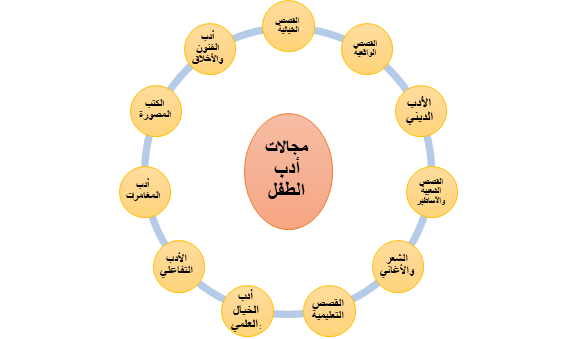 مجالات
أدب
الطفل
القصص
الخيالية
القصص
الواقعية
الأدب
الديني
القصص
الشعبية
والأساطير
الشعر
والأغاني
القصص
التعليمية
أدب
الخيال
العلمي:
الأدب
التفاعلي
أدب
المغامرات
الكتب
المصورة
أدب
الفنون
والأخلاق